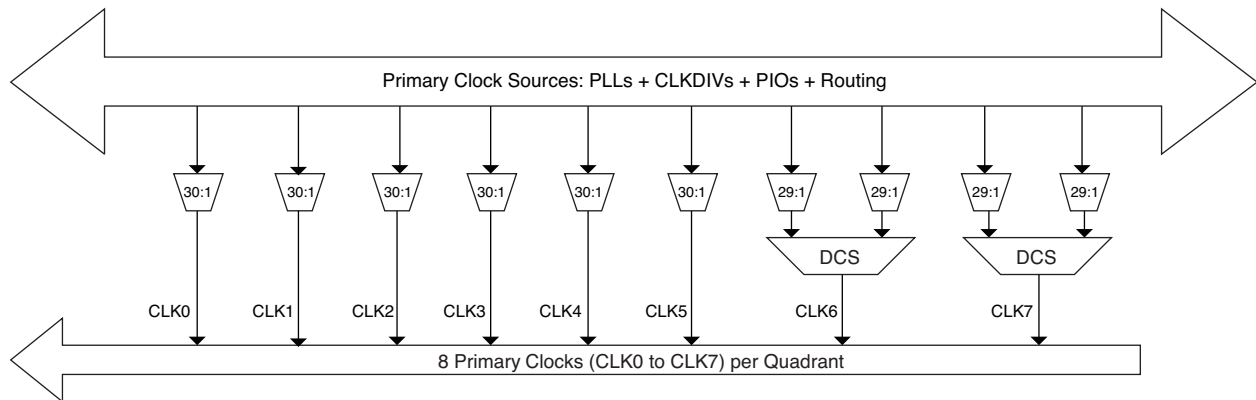 Primary Clock Sources: PLLs + CLKDIVs + PIOs + Routing
30:1 30:1 30:1 30:1 30:1 30:1 29:1 29:1 29:1 29:1
DCS DCS
CLK0 CLK1 CLK2 CLK3 CLK4 CLK5 CLK6 CLK7
8 Primary Clocks (CLK0 to CLK7) per Quadrant